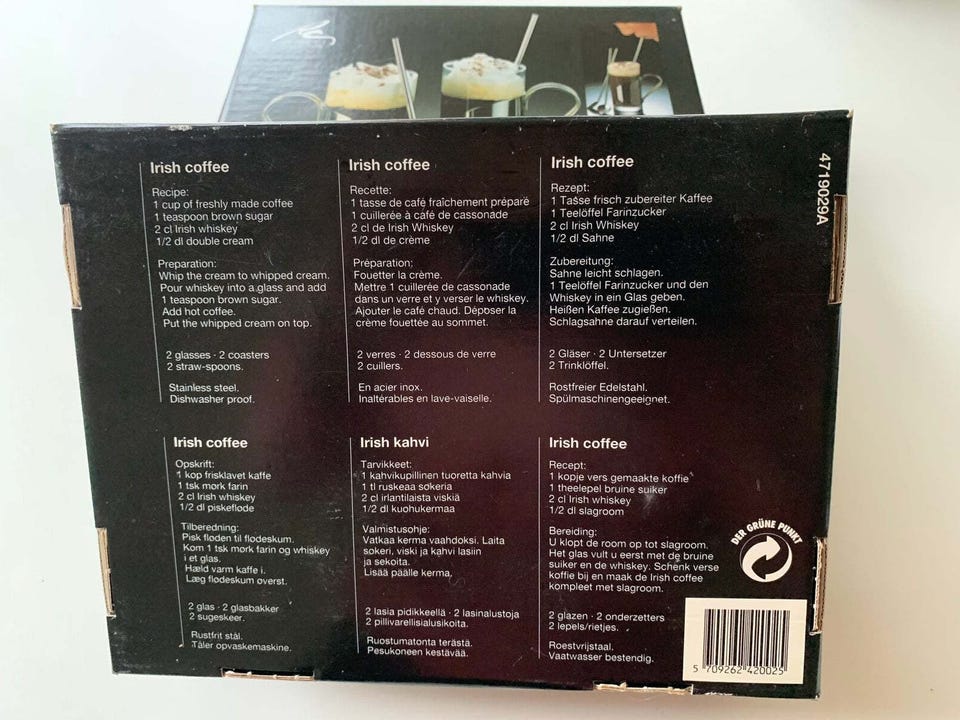 Irish coffee
Recipe:
1 cup of freshly made coffee
1 teaspoon brown sugar
2 cl Irish whiskey
1/2 dl double cream
Preparation:
Whip the cream to whipped cream.
Pour whiskey into a glass and add
1 teaspoon brown sugar.
Add hot coffee.
Put the whipped cream on top.
2 glasses · 2 coasters
2 straw-spoons.
Stainless steel.
Dishwasher proof.
Irish coffee
Recette:
1 tasse de café fraîchement préparé
1 cuillerée à café de cassonade
2 cl de Irish Whiskey
1/2 dl de crème
Préparation:
Fouetter la crème.
Mettre 1 cuillerée de cassonade
dans un verre et y verser le whiskey.
Ajouter le café chaud. Déposer la
crème fouettée au sommet.
2 verres · 2 dessous de verre
2 cuillers.
En acier inox.
Inaltérables en lave-vaiselle.
Irish coffee
Rezept:
1 Tasse frisch zubereiter Kaffee
1 Teelöffel Farinzucker
2 cl Irish Whiskey
1/2 dl Sahne
Zubereitung:
Sahne leicht schlagen.
1 Teelöffel Farinzucker und den
Whiskey in ein Glas geben.
Heißen Kaffee zugießen.
Schlagsahne darauf verteilen.
2 Gläser · 2 Untersetzer
2 Trinklöffel.
Rostfreier Edelstahl.
Spülmaschinengeeignet.
4719029A
Irish coffee
Opskrift:
1 kop frisklavet kaffe
1 tsk mørk farin
2 cl Irish whiskey
1/2 dl piskefløde
Tilberedning:
Pisk fløden til flødeskum.
Kom 1 tsk mørk farin og whiskey
i et glas.
Hæld varm kaffe i.
Læg flødeskum øverst.
2 glas · 2 glasbakker
2 sugeskeer.
Rustfrit stål.
Tåler opvaskemaskine.
Irish kahvi
Tarvikkeet:
1 kahvikupillinen tuoretta kahvia
1 tl ruskeaa søkeria
2 cl irlantilaista viskiä
1/2 dl kuohukermaa
Valmistusohje:
Vatkaa kerma vaahdoksi. Laita
søkeri, viski ja kahvi lasiin
ja sekoita.
Lisää päälle kerma.
2 lasia pidikkeellä · 2 lasinalustoja
2 pillivarellisialusikoita.
Ruostumatonta terästä.
Pesukoneen kestävää.
Irish coffee
Recept:
1 kopje vers gemaakte koffie
1 theelepel bruine suiker
2 cl Irish whiskey
1/2 dl slagroom
Bereiding:
U klopt de room op tot slagroom.
Het glas vult u eerst met de bruine
suiker en de whiskey. Schenk verse
koffie bij en maak de Irish coffee
kompleet met slagroom.
2 glazen · 2 onderzetters
2 lepels/rietjes.
Roestvrijstaal.
Vaatwasser bestendig.
DER GRÜNE PUNKT
5 709262 420025